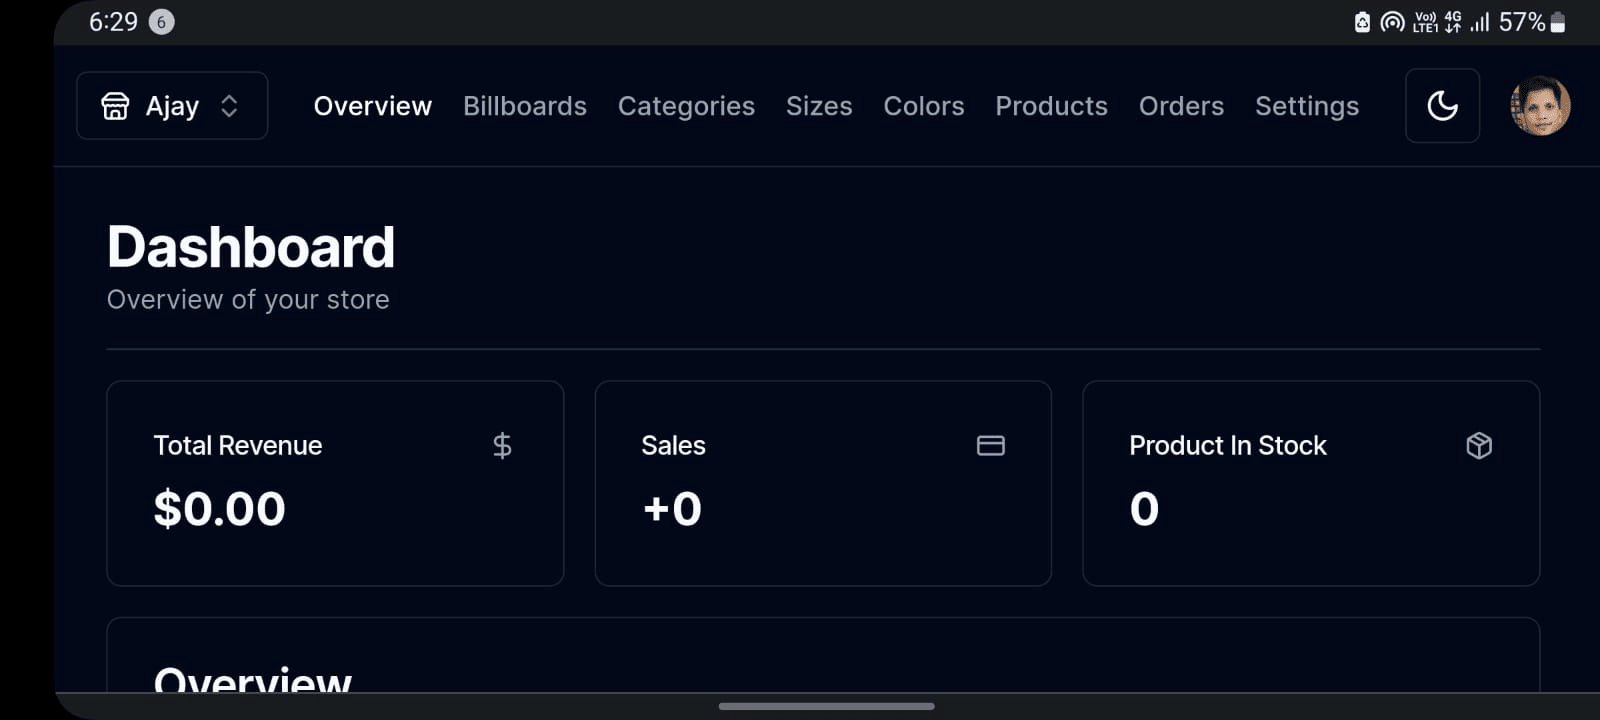 6:29 6 Vo)) LTE1 4G 57%
Ajay Overview Billboards Categories Sizes Colors Products Orders Settings
Dashboard
Overview of your store
Total Revenue $
$0.00
Sales
+0
Product In Stock
0
Overview